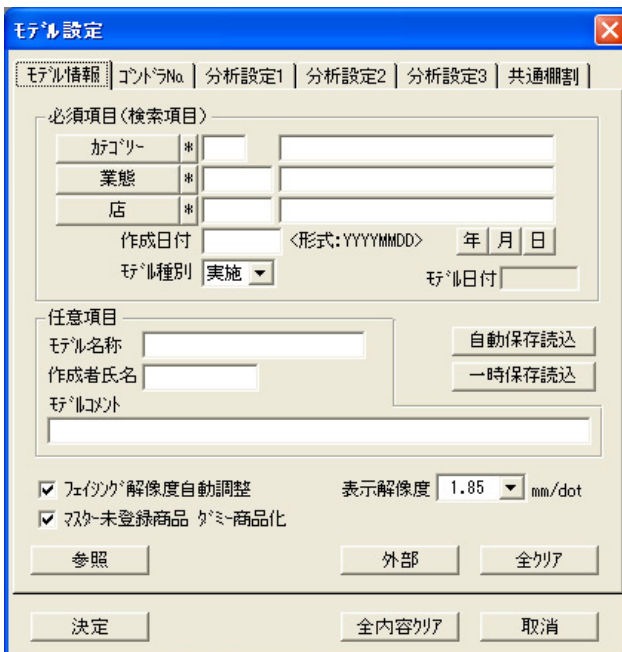 モデル設定
モデル情報 ゴンドラNo. 分析設定1 分析設定2 分析設定3 共通棚割
必須項目(検索項目)
カテゴリー *
業態 *
店 *
作成日付 <形式:YYYYMMDD> 年 月 日
モデル種別 実施 モデル日付
任意項目
モデル名称 自動保存読込
作成者氏名 一時保存読込
モデルコメント
フェイシング解像度自動調整 表示解像度 1.85 mm/dot
マスター未登録商品 ダミー商品化
参照 外部 全クリア
決定 全内容クリア 取消